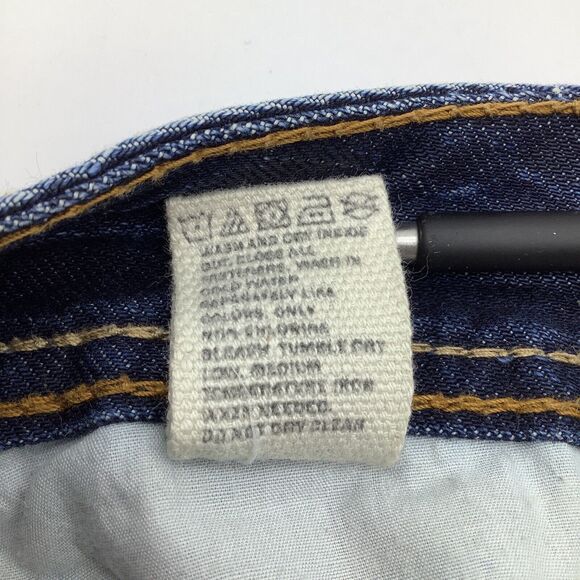 WASH AND DRY INSIDE
OUT. CLOSE ALL
FASTENERS. WASH IN
COLD WATER
SEPARATELY LIKE
COLORS. ONLY
NON-CHLORINE
BLEACH. TUMBLE DRY
LOW. MEDIUM
TEMPERATURE IRON
NEEDED.
DO NOT DRY CLEAN